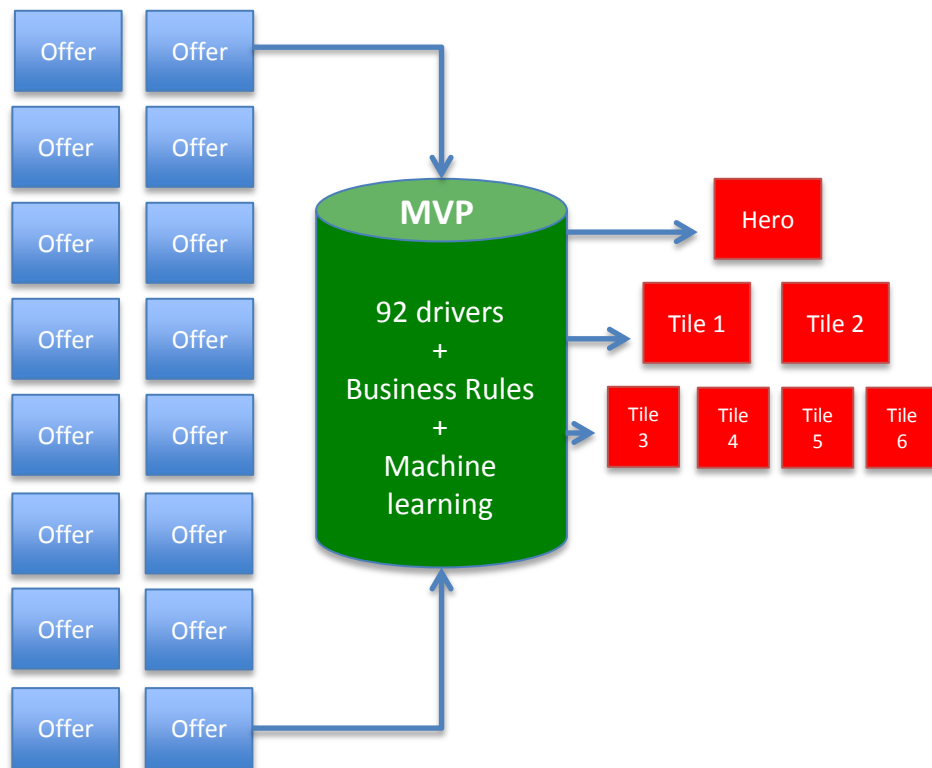 Offer Offer
Offer Offer
Offer Offer
Offer Offer
Offer Offer
Offer Offer
Offer Offer
Offer Offer
MVP
92 drivers
+
Business Rules
+
Machine
learning
Hero
Tile 1 Tile 2
Tile
3
Tile
4
Tile
5
Tile
6